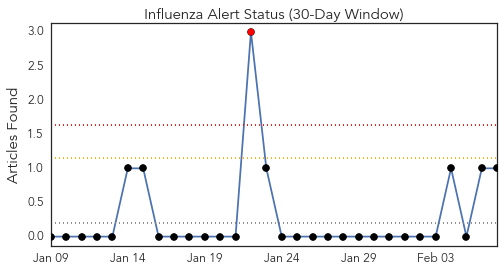 Influenza Alert Status (30-Day Window)
Articles Found
3.0
2.5
2.0
1.5
1.0
0.5
0.0
Jan 09 Jan 14 Jan 19 Jan 24 Jan 29 Feb 03